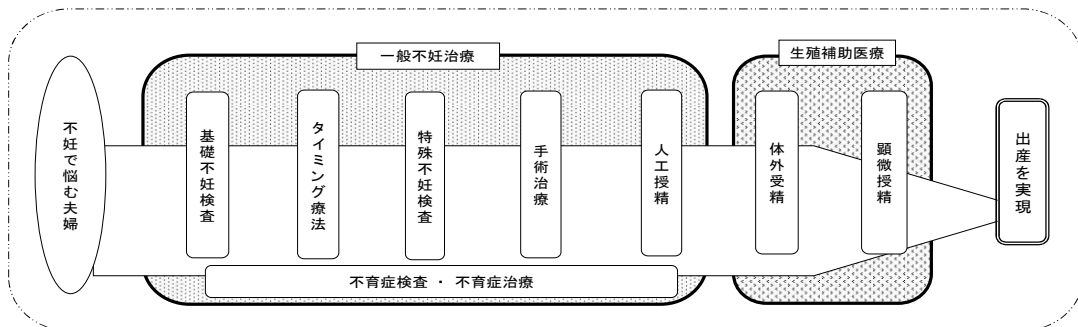 一般不妊治療
生殖補助医療
不妊で悩む夫婦
基礎不妊検査
タイミング療法
特殊不妊検査
手術治療
人工授精
体外受精
顕微授精
出産を実現
不育症検査・不育症治療